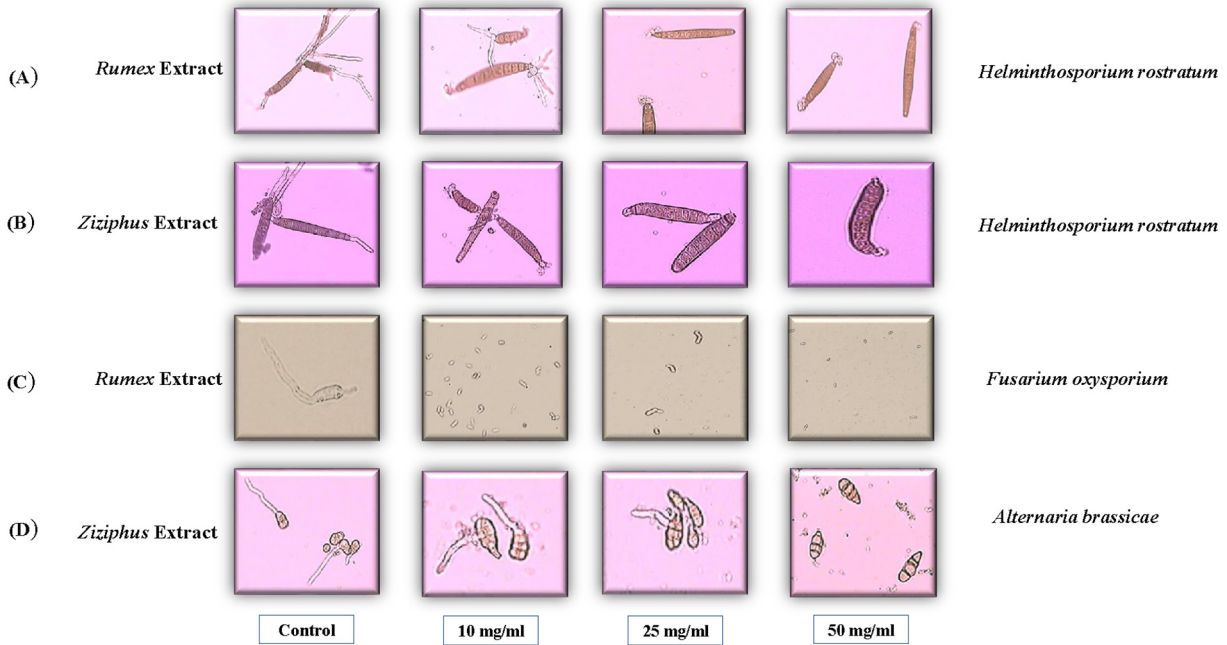 (A) Rumex Extract Helminthosporium rostratum
(B) Ziziphus Extract Helminthosporium rostratum
(C) Rumex Extract Fusarium oxysporium
(D) Ziziphus Extract Alternaria brassicae
Control 10 mg/ml 25 mg/ml 50 mg/ml